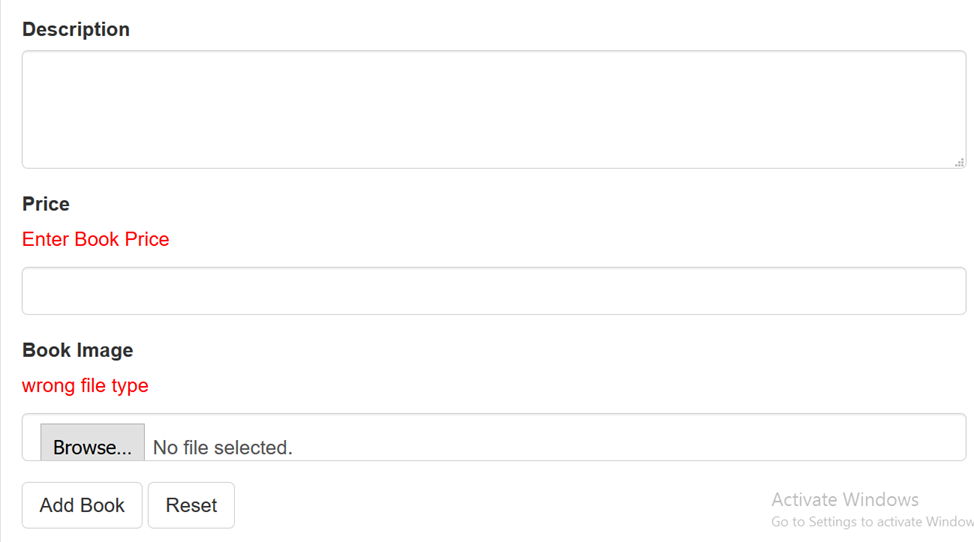 Description
Price
Enter Book Price
Book Image
wrong file type
Browse... No file selected.
Add Book Reset
Activate Windows
Go to Settings to activate Window